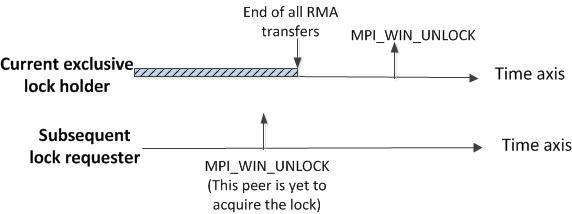 End of all RMA
transfers
MPI_WIN_UNLOCK
Current exclusive
lock holder
Time axis
Subsequent
lock requester
Time axis
MPI_WIN_UNLOCK
(This peer is yet to
acquire the lock)